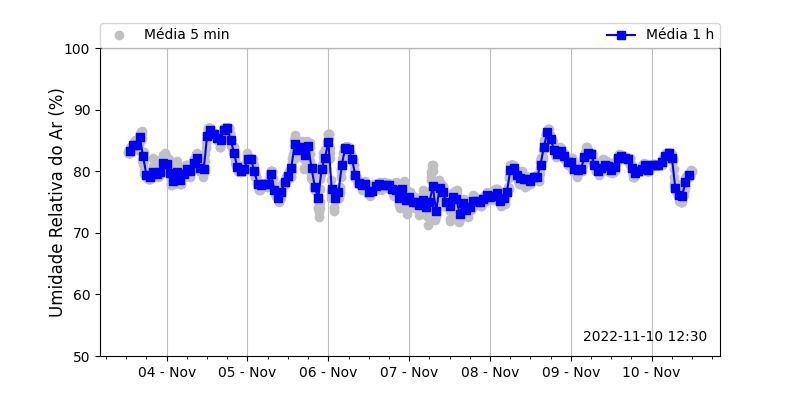 Média 5 min
Média 1 h
100
90
80
70
60
50
Umidade Relativa do Ar (%)
2022-11-10 12:30
04 - Nov
05 - Nov
06 - Nov
07 - Nov
08 - Nov
09 - Nov
10 - Nov